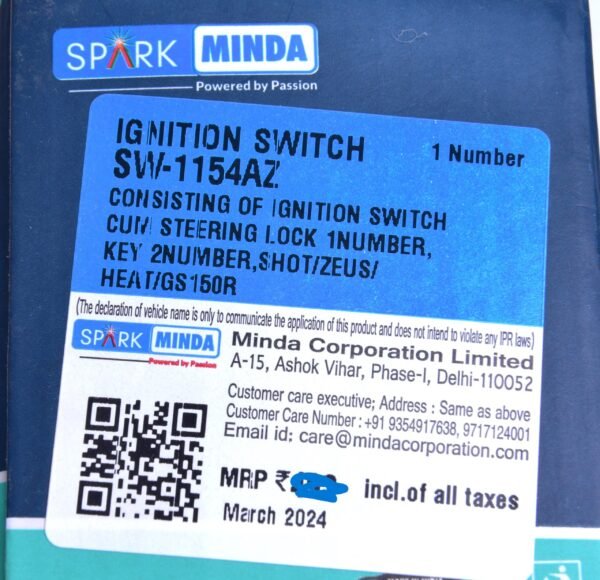 SPARK MINDA
Powered by Passion
IGNITION SWITCH
1 Number
SW-1154AZ
CONSISTING OF IGNITION SWITCH
CUM STEERING LOCK 1NUMBER,
KEY 2NUMBER,SHOT/ZEUS/
HEAT/GS150R
(The declaration of vehicle name is only to communicate the application of this product and does not intend to violate any IPR laws)
SPARK MINDA
Powered by Passion
Minda Corporation Limited
A-15, Ashok Vihar, Phase-I, Delhi-110052
Customer care executive; Address : Same as above
Customer Care Number : +91 9354917638, 9717124001
Email id: care@mindacorporation.com
MRP ₹ incl.of all taxes
March 2024